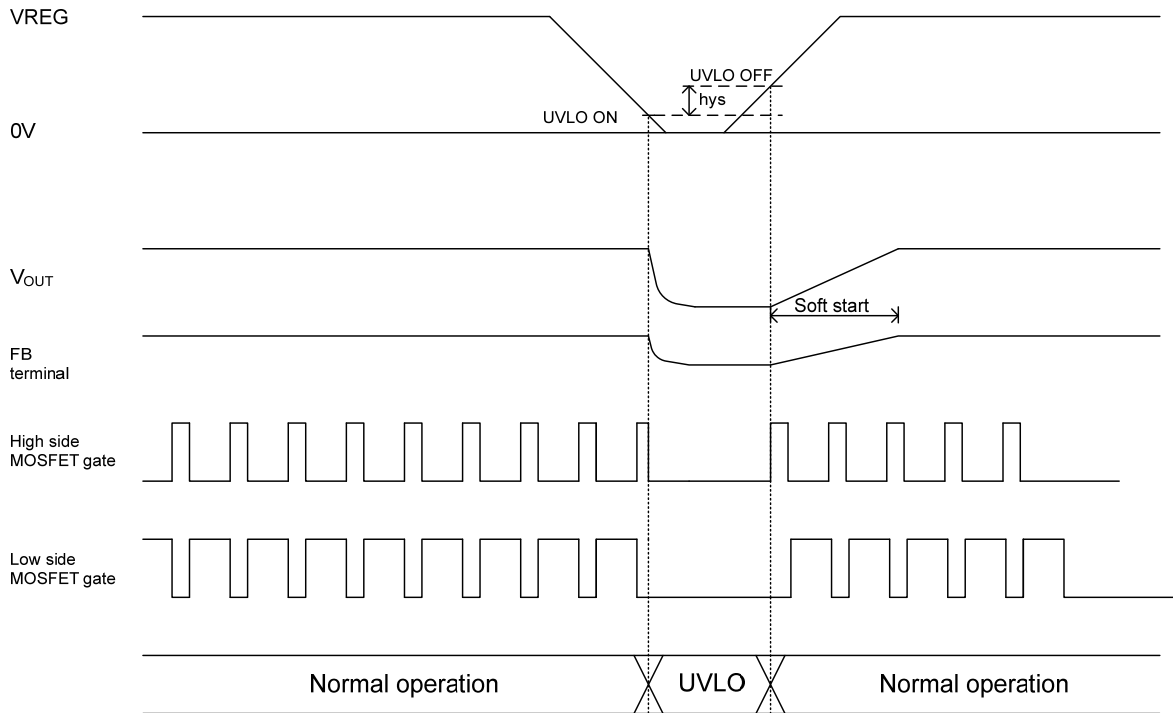 VREG
UVLO OFF
hys
UVLO ON
0V
VOUT
Soft start
FB
terminal
High side
MOSFET gate
Low side
MOSFET gate
Normal operation
UVLO
Normal operation